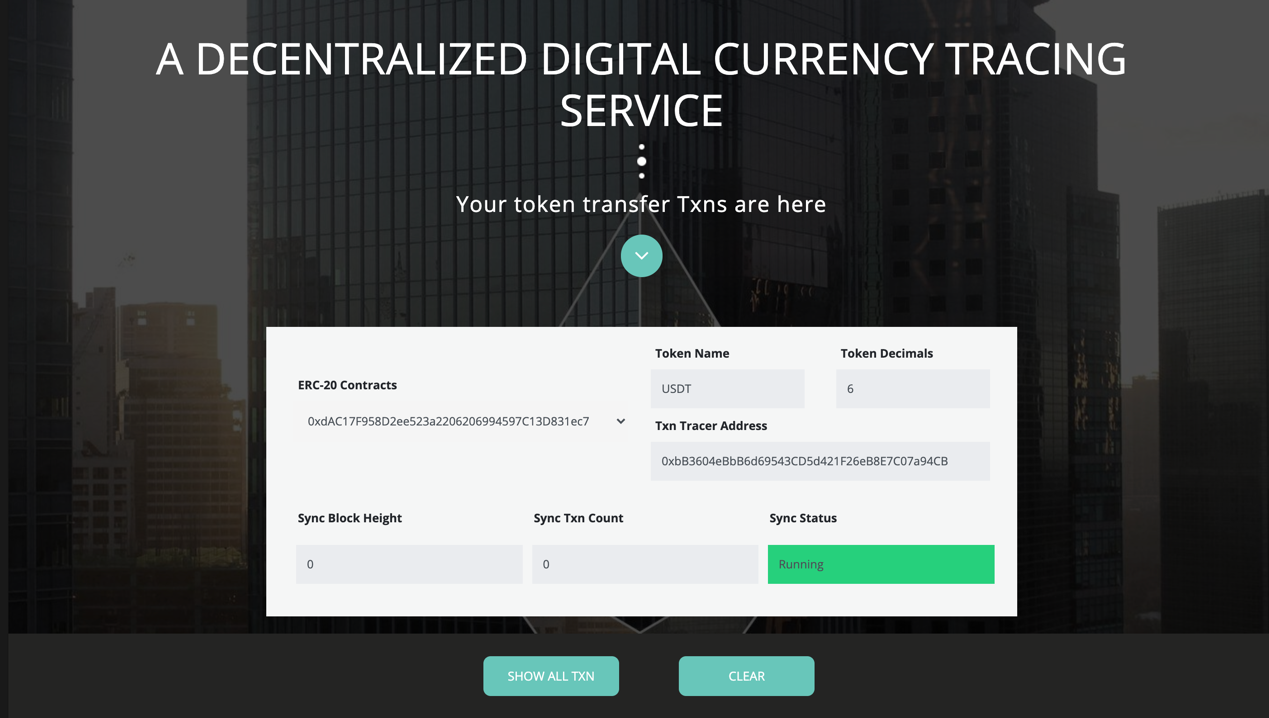 A DECENTRALIZED DIGITAL CURRENCY TRACING
SERVICE
Your token transfer Txns are here
Token Name
Token Decimals
ERC-20 Contracts
USDT
6
0xdAC17F958D2ee523a2206206994597C13D831ec7
Txn Tracer Address
0xbB3604eBbB6d69543CD5d421F26eB8E7C07a94CB
Sync Block Height
Sync Txn Count
Sync Status
0
0
Running
SHOW ALL TXN
CLEAR